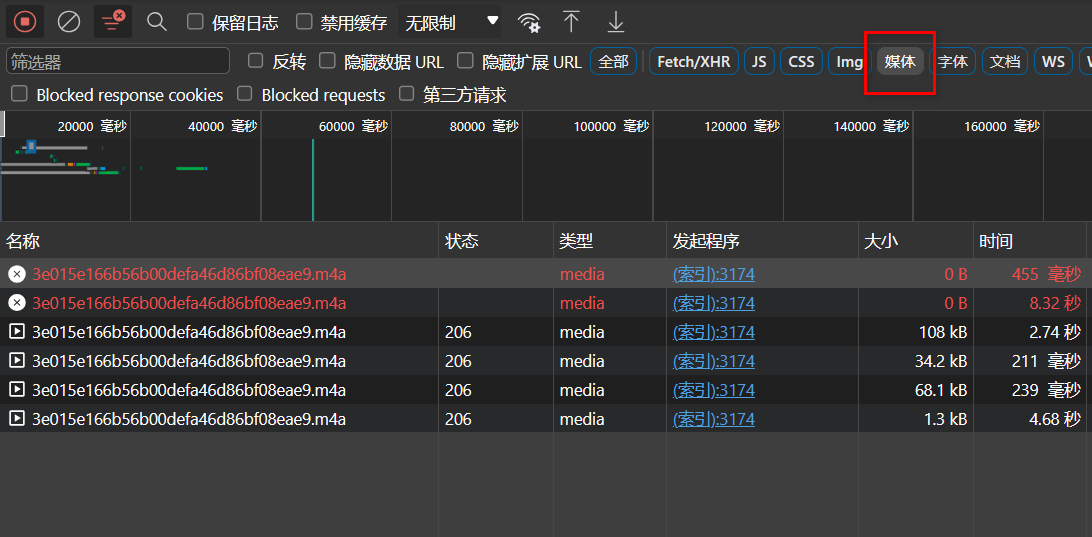 保留日志 禁用缓存 无限制
筛选器 反转 隐藏数据 URL 隐藏扩展 URL 全部 Fetch/XHR JS CSS Img 媒体 字体 文档 WS
Blocked response cookies Blocked requests 第三方请求
20000 毫秒 40000 毫秒 60000 毫秒 80000 毫秒 100000 毫秒 120000 毫秒 140000 毫秒 160000 毫秒
名称 状态 类型 发起程序 大小 时间
3e015e166b56b00defa46d86bf08eae9.m4a media (索引):3174 0 B 455 毫秒
3e015e166b56b00defa46d86bf08eae9.m4a media (索引):3174 0 B 8.32 秒
3e015e166b56b00defa46d86bf08eae9.m4a 206 media (索引):3174 108 kB 2.74 秒
3e015e166b56b00defa46d86bf08eae9.m4a 206 media (索引):3174 34.2 kB 211 毫秒
3e015e166b56b00defa46d86bf08eae9.m4a 206 media (索引):3174 68.1 kB 239 毫秒
3e015e166b56b00defa46d86bf08eae9.m4a 206 media (索引):3174 1.3 kB 4.68 秒